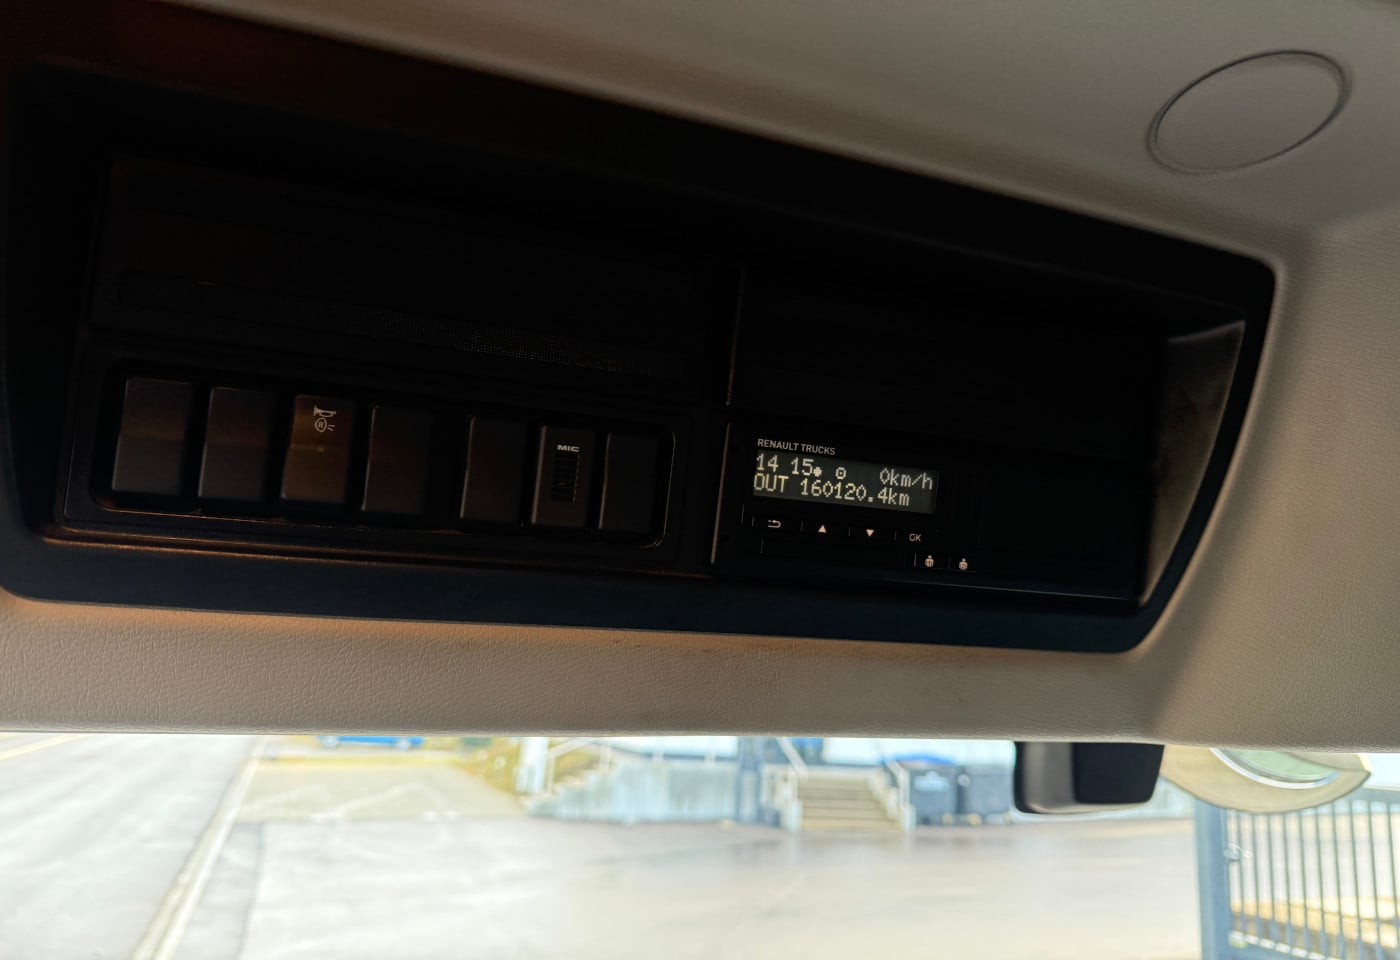 MIC
RENAULT TRUCKS
14 15 0km/h
OUT 160120.4km
OK